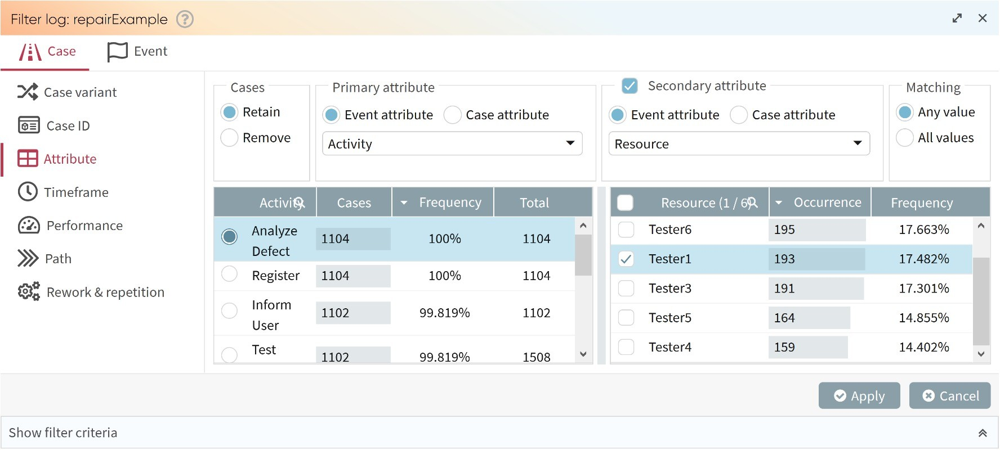 Filter log: repairExample ?
Case Event
Case variant
Case ID
Attribute
Timeframe
Performance
Path
Rework & repetition
Cases
Retain
Remove
Primary attribute
Event attribute Case attribute
Activity
Secondary attribute
Event attribute Case attribute
Resource
Matching
Any value
All values
Activity Cases Frequency Total
Analyze
Defect 1104 100% 1104
Register 1104 100% 1104
Inform
User 1102 99.819% 1102
Test 1102 99.819% 1508
Resource (1 / 6) Occurrence Frequency
Tester6 195 17.663%
Tester1 193 17.482%
Tester3 191 17.301%
Tester5 164 14.855%
Tester4 159 14.402%
Apply Cancel
Show filter criteria